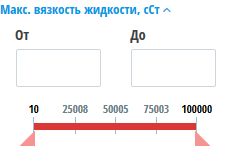 Макс. вязкость жидкости, сСт
От До
10 25008 50005 75003 100000